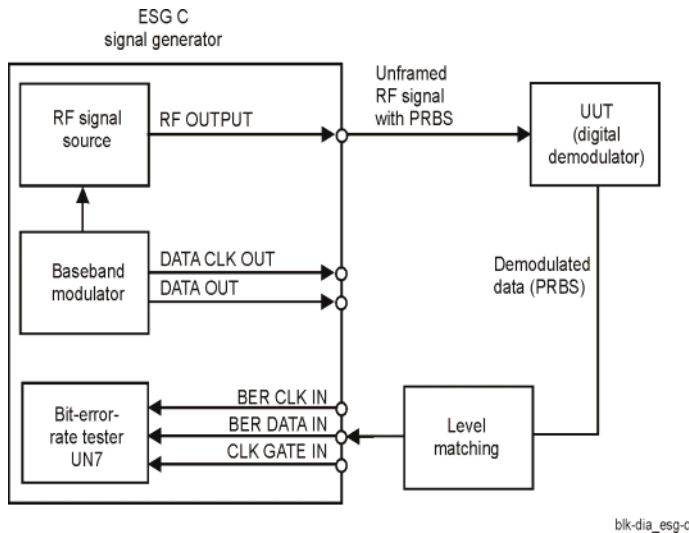 ESG C
signal generator
RF signal
source
RF OUTPUT
Unframed
RF signal
with PRBS
UUT
(digital
demodulator)
Baseband
modulator
DATA CLK OUT
DATA OUT
Demodulated
data (PRBS)
Bit-error-
rate tester
UN7
BER CLK IN
BER DATA IN
CLK GATE IN
Level
matching